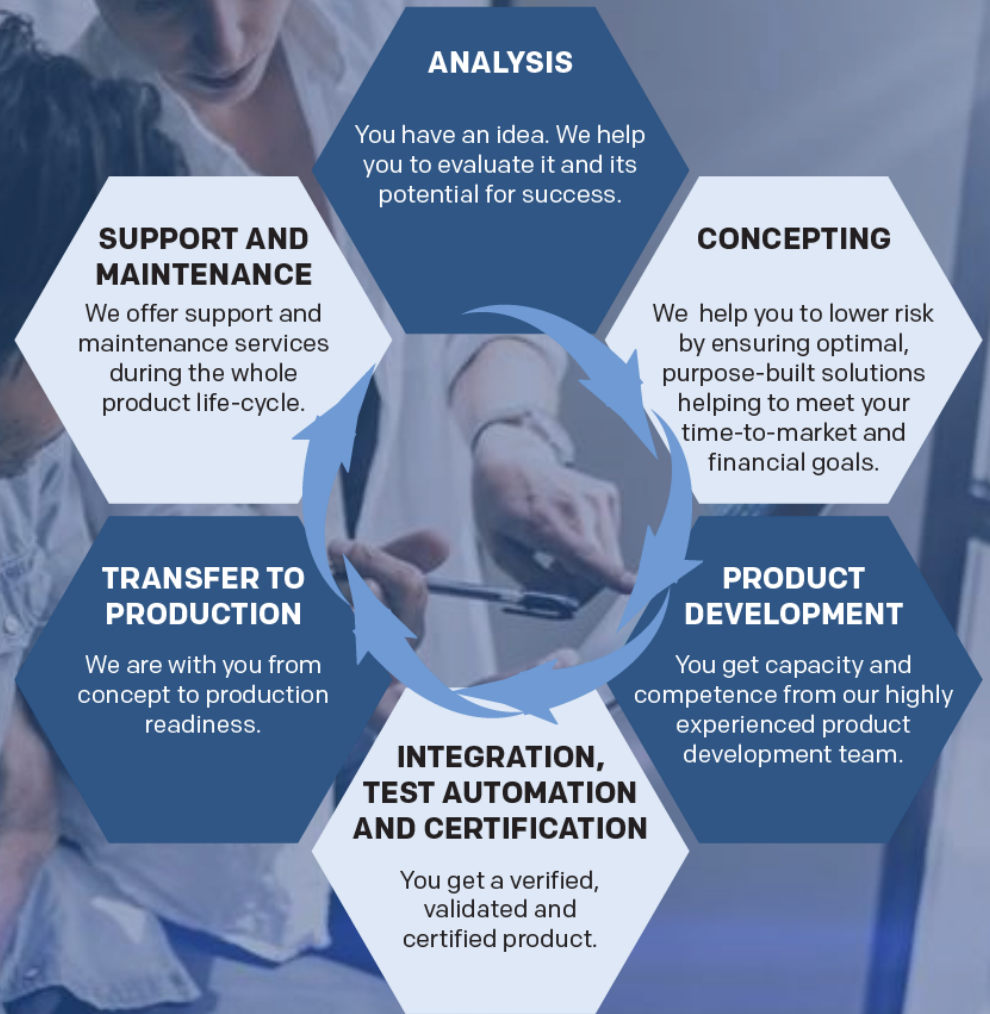 ANALYSIS
You have an idea. We help
you to evaluate it and its
potential for success.
CONCEPTING
We  help you to lower risk
by ensuring optimal,
purpose-built solutions
helping to meet your
time-to-market and
financial goals.
PRODUCT
DEVELOPMENT
You get capacity and
competence from our highly
experienced product
development team.
INTEGRATION,
TEST AUTOMATION
AND CERTIFICATION
You get a verified,
validated and
certified product.
TRANSFER TO
PRODUCTION
We are with you from
concept to production
readiness.
SUPPORT AND
MAINTENANCE
We offer support and
maintenance services
during the whole
product life-cycle.